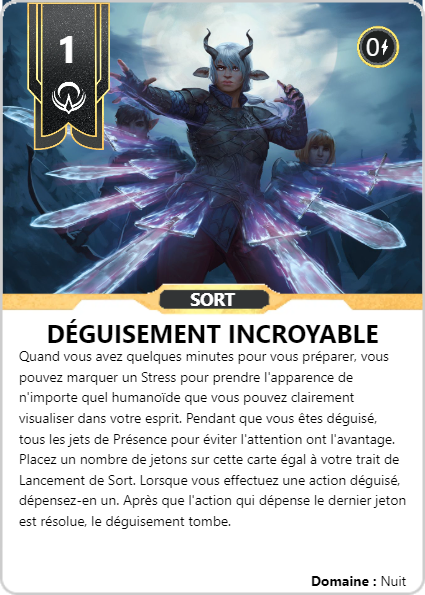 1
0
SORT
DÉGUISEMENT INCROYABLE
Quand vous avez quelques minutes pour vous préparer, vous
pouvez marquer un Stress pour prendre l'apparence de
n'importe quel humanoïde que vous pouvez clairement
visualiser dans votre esprit. Pendant que vous êtes déguisé,
tous les jets de Présence pour éviter l'attention ont l'avantage.
Placez un nombre de jetons sur cette carte égal à votre trait de
Lancement de Sort. Lorsque vous effectuez une action déguisé,
dépensez-en un. Après que l'action qui dépense le dernier jeton
est résolue, le déguisement tombe.
Domaine : Nuit